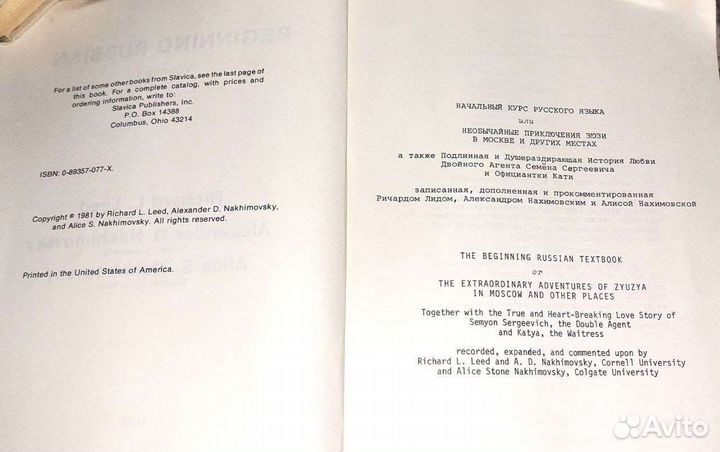 For a list of some other books from Slavica, see the last page of
this book. For a complete catalog, with prices and
ordering information, write to:
Slavica Publishers, Inc.
P.O. Box 14388
Columbus, Ohio 43214
ISBN: 0-89357-077-X.
Copyright © 1981 by Richard L. Leed, Alexander D. Nakhimovsky,
and Alice S. Nakhimovsky. All rights reserved.
Printed in the United States of America.
НАЧАЛЬНЫЙ КУРС РУССКОГО ЯЗЫКА
или
НЕОБЫЧАЙНЫЕ ПРИКЛЮЧЕНИЯ ЗЮЗИ
В МОСКВЕ И ДРУГИХ МЕСТАХ
а также Подлинная и Душераздирающая История Любви
Двойного Агента Семёна Сергеевича
и Официантки Кати
записанная, дополненная и прокомментированная
Ричардом Лидом, Александром Нахимовским и Алисой Нахимовской
THE BEGINNING RUSSIAN TEXTBOOK
or
THE EXTRAORDINARY ADVENTURES OF ZYUZYA
IN MOSCOW AND OTHER PLACES
Together with the True and Heart-Breaking Love Story of
Semyon Sergeevich, the Double Agent
and Katya, the Waitress
recorded, expanded, and commented upon by
Richard L. Leed and A. D. Nakhimovsky, Cornell University
and Alice Stone Nakhimovsky, Colgate University
Avito